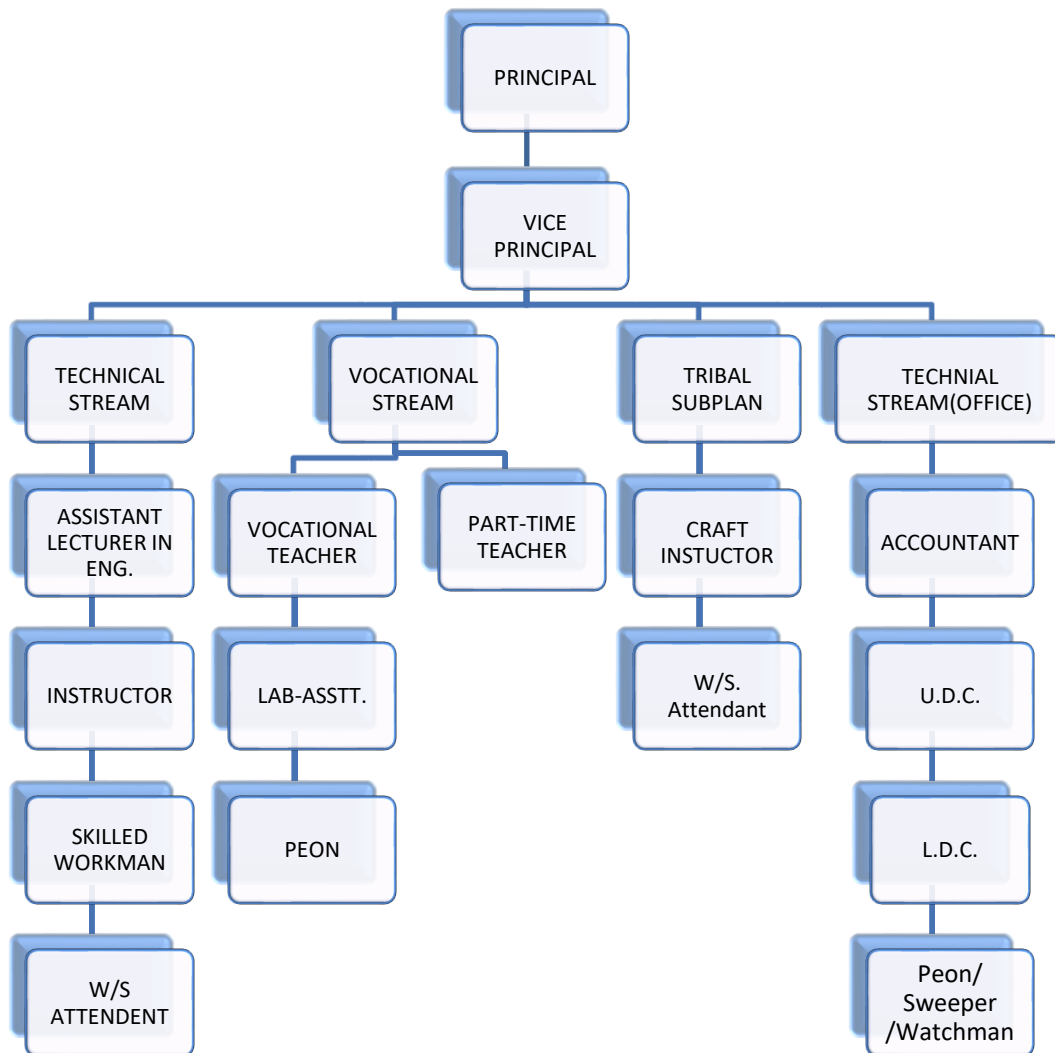 PRINCIPAL
VICE
PRINCIPAL
TECHNICAL
STREAM
VOCATIONAL
STREAM
TRIBAL
SUBPLAN
TECHNIAL
STREAM(OFFICE)
ASSISTANT
LECTURER IN
ENG.
VOCATIONAL
TEACHER
PART-TIME
TEACHER
CRAFT
INSTUCTOR
ACCOUNTANT
INSTRUCTOR
LAB-ASSTT.
W/S.
Attendant
U.D.C.
SKILLED
WORKMAN
PEON
L.D.C.
W/S
ATTENDENT
Peon/
Sweeper
/Watchman